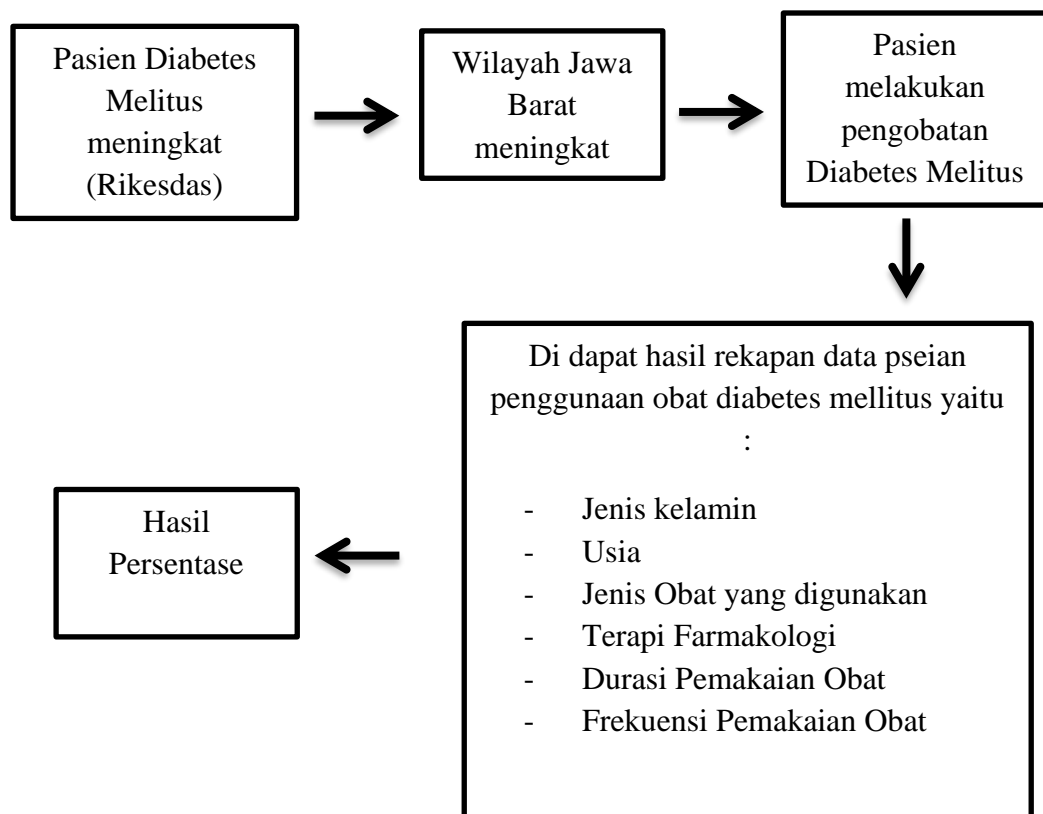 Pasien Diabetes
Melitus
meningkat
(Rikesdas)
Wilayah Jawa
Barat
meningkat
Pasien
melakukan
pengobatan
Diabetes Melitus
Di dapat hasil rekapan data pseian
penggunaan obat diabetes mellitus yaitu
:
- Jenis kelamin
- Usia
- Jenis Obat yang digunakan
- Terapi Farmakologi
- Durasi Pemakaian Obat
- Frekuensi Pemakaian Obat
Hasil
Persentase